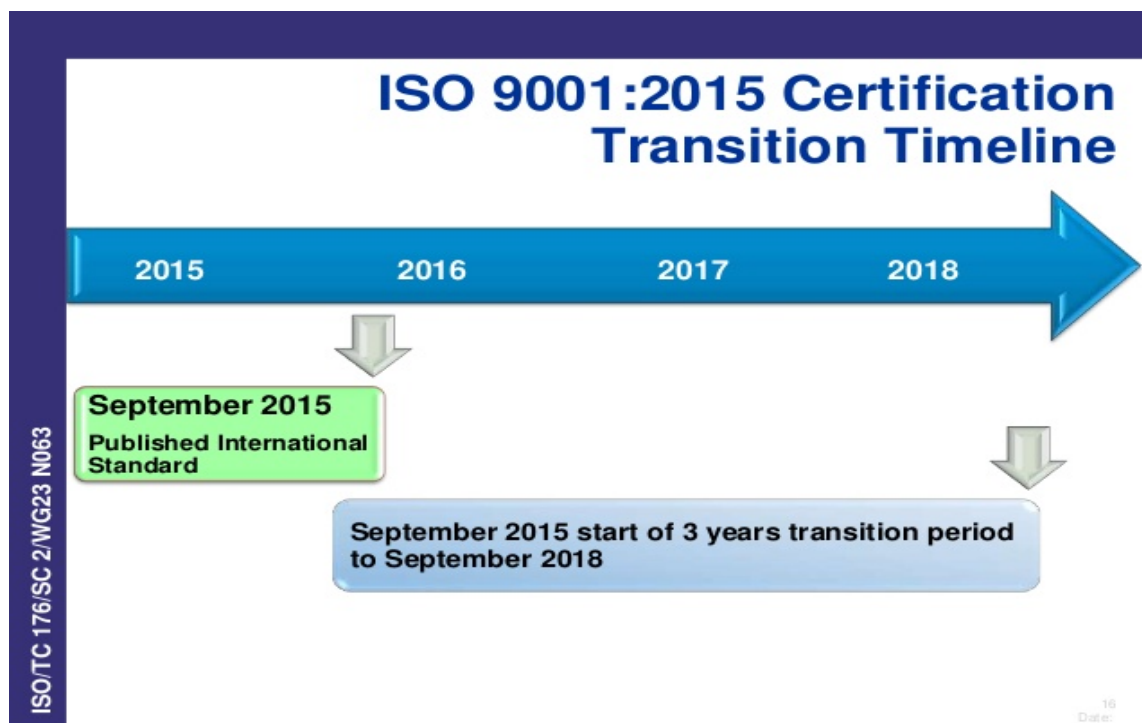 ISO 9001:2015 Certification
Transition Timeline
2015 2016 2017 2018
September 2015
Published International
Standard
September 2015 start of 3 years transition period
to September 2018
ISO/TC 176/SC 2/WG23 N063
16
Date: